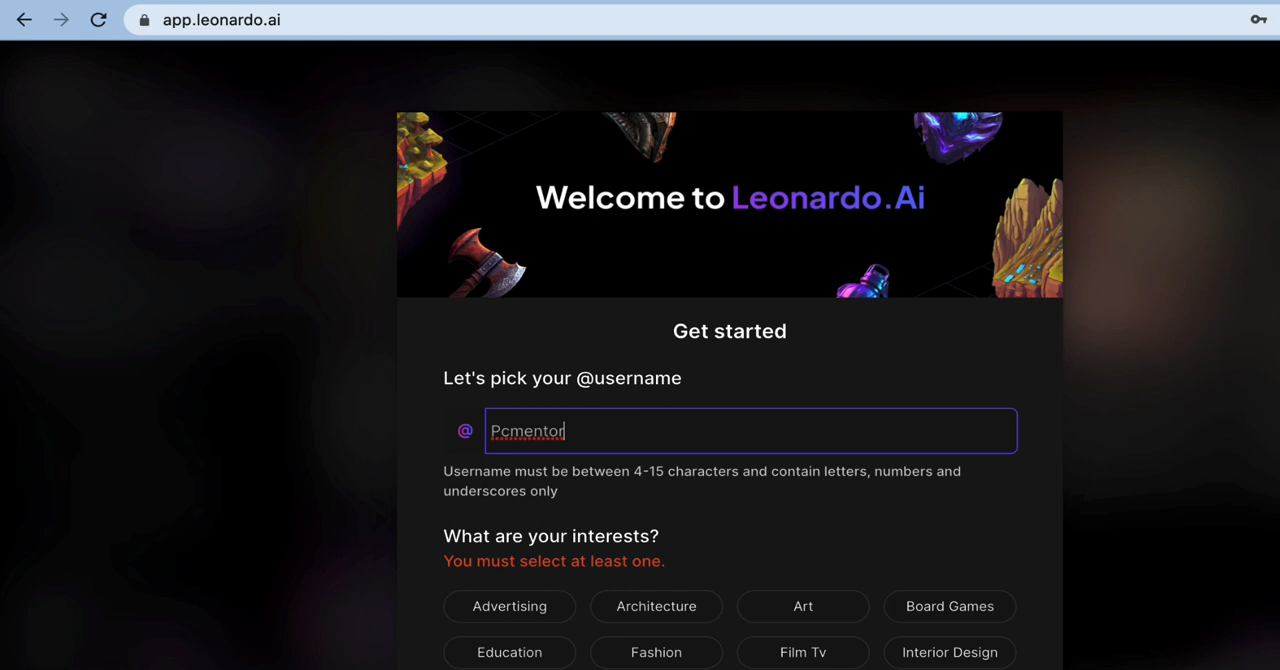 app.leonardo.ai
Welcome to Leonardo.Ai
Get started
Let's pick your @username
@ Pcmentor
Username must be between 4-15 characters and contain letters, numbers and
underscores only
What are your interests?
You must select at least one.
Advertising Architecture Art Board Games
Education Fashion Film Tv Interior Design